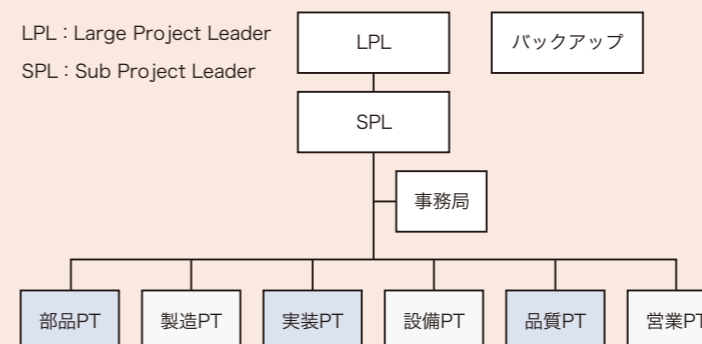 LPL：Large Project Leader
SPL：Sub Project Leader
LPL
バックアップ
SPL
事務局
部品PT
製造PT
実装PT
設備PT
品質PT
営業PT